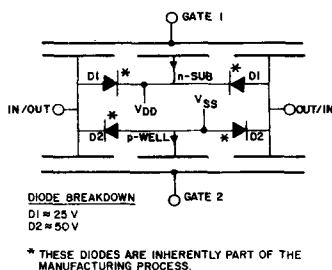 GATE 1
D1 * n-SUB * D1
IN/OUT VDD VSS OUT/IN
D2 * p-WELL * D2
GATE 2
DIODE BREAKDOWN
D1 ≈ 25 V
D2 ≈ 50 V
* THESE DIODES ARE INHERENTLY PART OF THE
MANUFACTURING PROCESS.